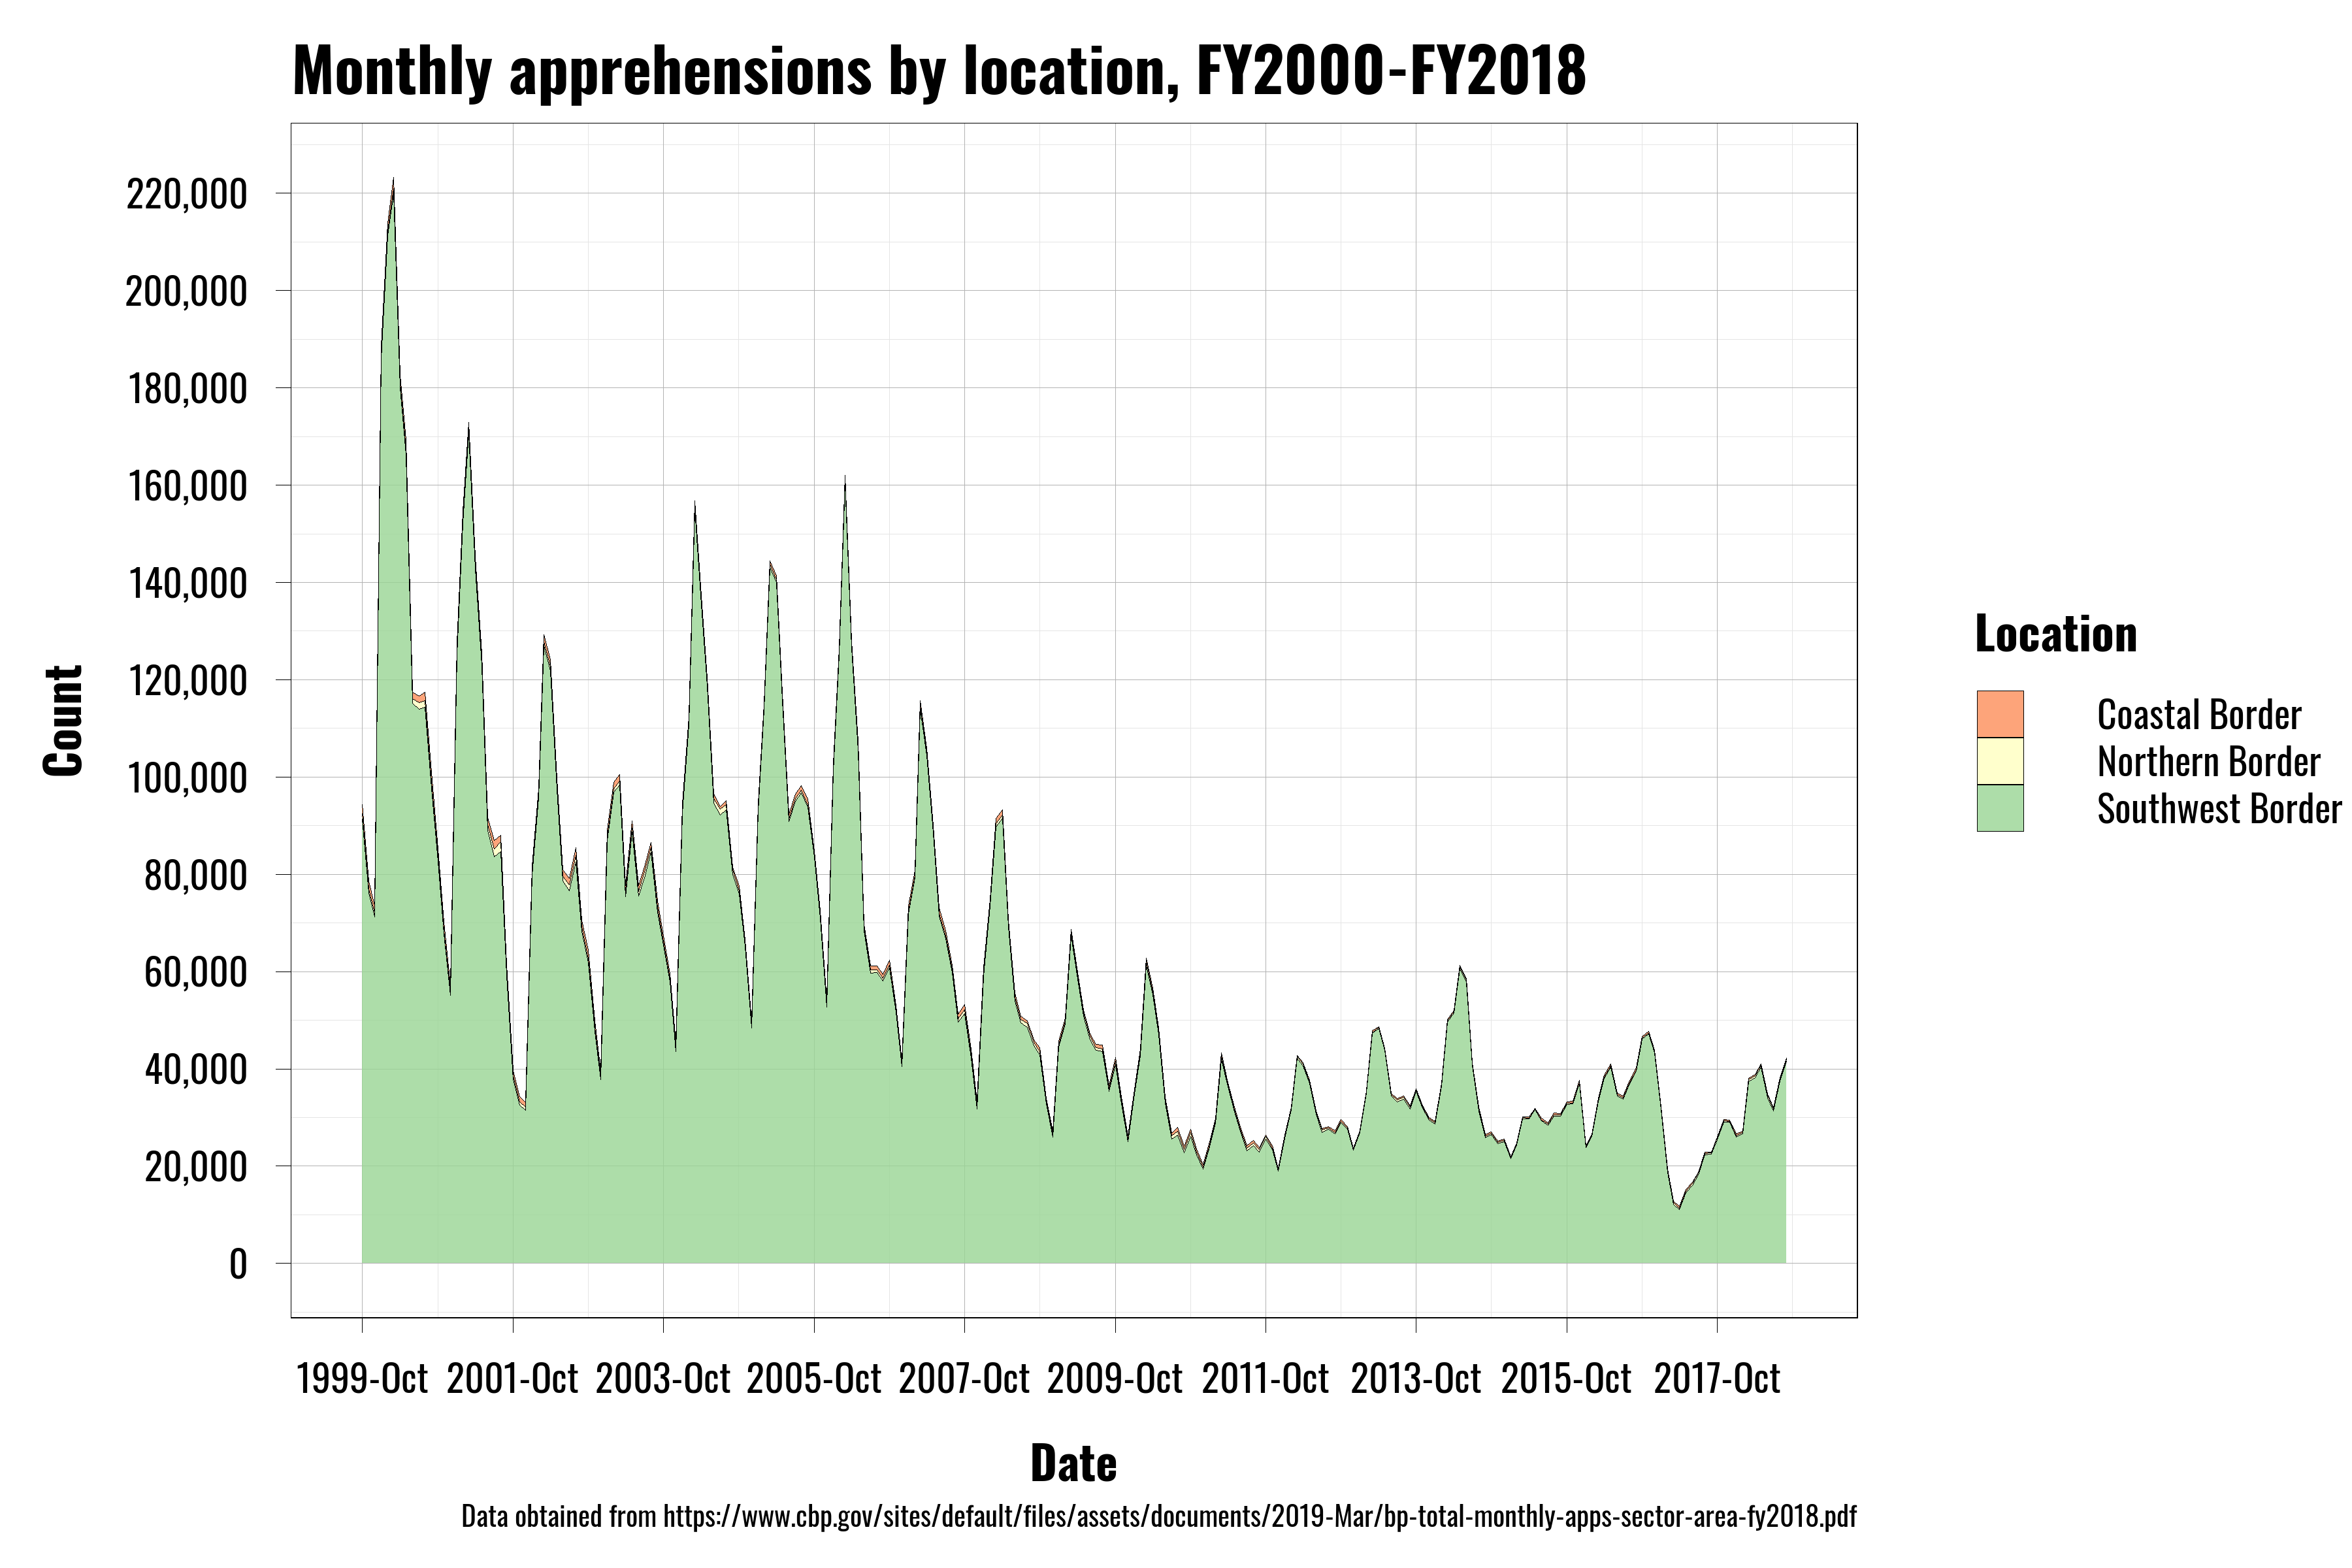 Monthly apprehensions by location, FY2000-FY2018
220,000
200,000
180,000
160,000
140,000
120,000
100,000
80,000
60,000
40,000
20,000
0
Count
1999-Oct 2001-Oct 2003-Oct 2005-Oct 2007-Oct 2009-Oct 2011-Oct 2013-Oct 2015-Oct 2017-Oct
Date
Location
Coastal Border
Northern Border
Southwest Border
Data obtained from https://www.cbp.gov/sites/default/files/assets/documents/2019-Mar/bp-total-monthly-apps-sector-area-fy2018.pdf